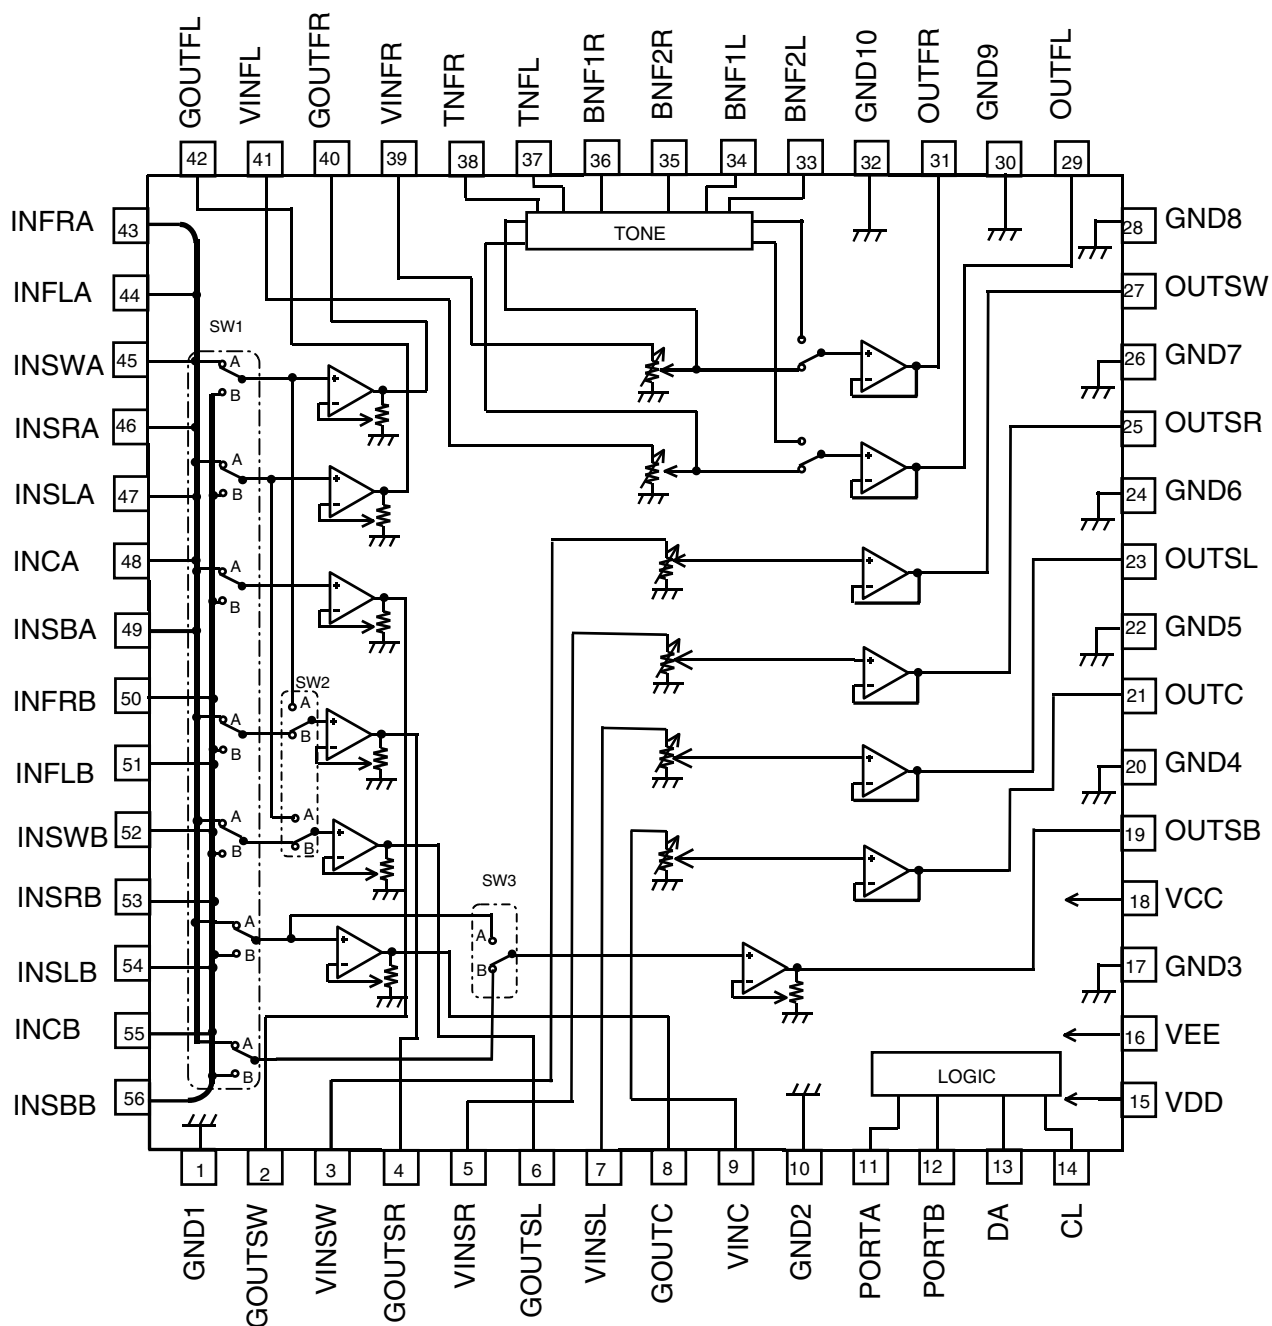 GOUTFL
VINFL
GOUTFR
VINFR
TNFR
TNFL
BNF1R
BNF2R
BNF1L
BNF2L
GND10
OUTFR
GND9
OUTFL
42
41
40
39
38
37
36
35
34
33
32
31
30
29
INFRA 43
INFLA 44
INSWA 45
INSRA 46
INSLA 47
INCA 48
INSBA 49
INFRB 50
INFLB 51
INSWB 52
INSRB 53
INSLB 54
INCB 55
INSBB 56
TONE
SW1
A
B
+
-
A
B
+
-
A
B
+
-
SW2
A
B
A
B
+
-
A
B
A
B
+
-
SW3
A
B
A
B
+
-
A
B
+
-
+
-
+
-
+
-
+
-
+
-
+
-
LOGIC
28 GND8
27 OUTSW
26 GND7
25 OUTSR
24 GND6
23 OUTSL
22 GND5
21 OUTC
20 GND4
19 OUTSB
18 VCC
17 GND3
16 VEE
15 VDD
1
2
3
4
5
6
7
8
9
10
11
12
13
14
GND1
GOUTSW
VINSW
GOUTSR
VINSR
GOUTSL
VINSL
GOUTC
VINC
GND2
PORTA
PORTB
DA
CL